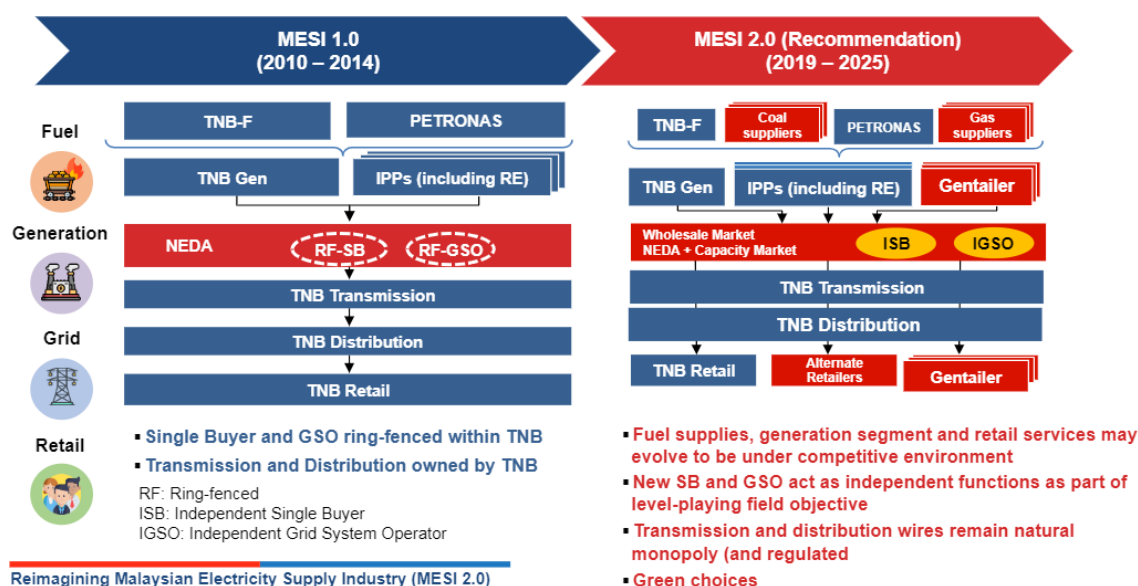 MESI 1.0
(2010 – 2014)
MESI 2.0 (Recommendation)
(2019 – 2025)
Fuel
TNB-F
PETRONAS
TNB-F
Coal
suppliers
PETRONAS
Gas
suppliers
Generation
TNB Gen
IPPs (including RE)
TNB Gen
IPPs (including RE)
Gentailer
NEDA
RF-SB
RF-GSO
Wholesale Market
NEDA + Capacity Market
ISB
IGSO
Grid
TNB Transmission
TNB Distribution
TNB Transmission
TNB Distribution
Retail
TNB Retail
TNB Retail
Alternate
Retailers
Gentailer
▪ Single Buyer and GSO ring-fenced within TNB
▪ Transmission and Distribution owned by TNB
RF: Ring-fenced
ISB: Independent Single Buyer
IGSO: Independent Grid System Operator
▪ Fuel supplies, generation segment and retail services may
evolve to be under competitive environment
▪ New SB and GSO act as independent functions as part of
level-playing field objective
▪ Transmission and distribution wires remain natural
monopoly (and regulated
▪ Green choices
Reimagining Malaysian Electricity Supply Industry (MESI 2.0)